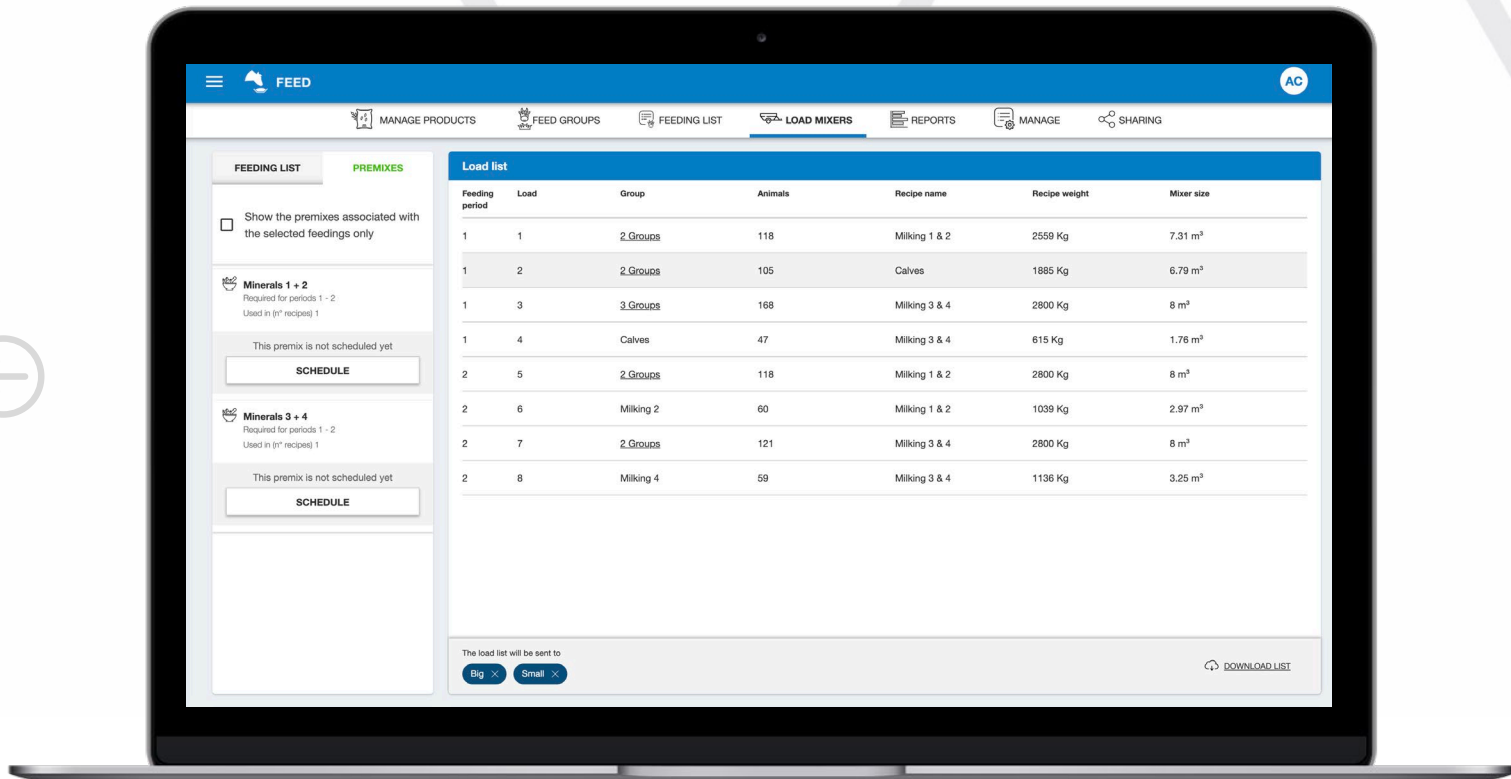 FEED
AC
MANAGE PRODUCTS FEED GROUPS FEEDING LIST LOAD MIXERS REPORTS MANAGE SHARING
FEEDING LIST PREMIXES
Show the premixes associated with
the selected feedings only
Minerals 1 + 2
Required for periods 1 - 2
Used in (n° recipes) 1
This premix is not scheduled yet
SCHEDULE
Minerals 3 + 4
Required for periods 1 - 2
Used in (n° recipes) 1
This premix is not scheduled yet
SCHEDULE
Load list
Feeding period Load Group Animals Recipe name Recipe weight Mixer size
1 1 2 Groups 118 Milking 1 & 2 2559 Kg 7.31 m³
1 2 2 Groups 105 Calves 1885 Kg 6.79 m³
1 3 3 Groups 168 Milking 3 & 4 2800 Kg 8 m³
1 4 Calves 47 Milking 3 & 4 615 Kg 1.76 m³
2 5 2 Groups 118 Milking 1 & 2 2800 Kg 8 m³
2 6 Milking 2 60 Milking 1 & 2 1039 Kg 2.97 m³
2 7 2 Groups 121 Milking 3 & 4 2800 Kg 8 m³
2 8 Milking 4 59 Milking 3 & 4 1136 Kg 3.25 m³
The load list will be sent to
Big Small
DOWNLOAD LIST